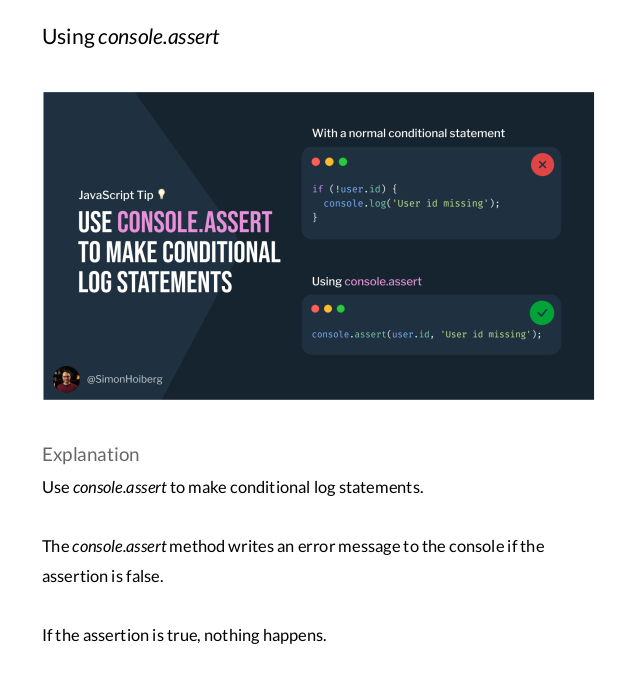 Using console.assert
JavaScript Tip 💡
USE CONSOLE.ASSERT
TO MAKE CONDITIONAL
LOG STATEMENTS
@SimonHoiberg
With a normal conditional statement
if (!user.id) {
  console.log('User id missing');
}
Using console.assert
console.assert(user.id, 'User id missing');
Explanation
Use console.assert to make conditional log statements.
The console.assert method writes an error message to the console if the
assertion is false.
If the assertion is true, nothing happens.